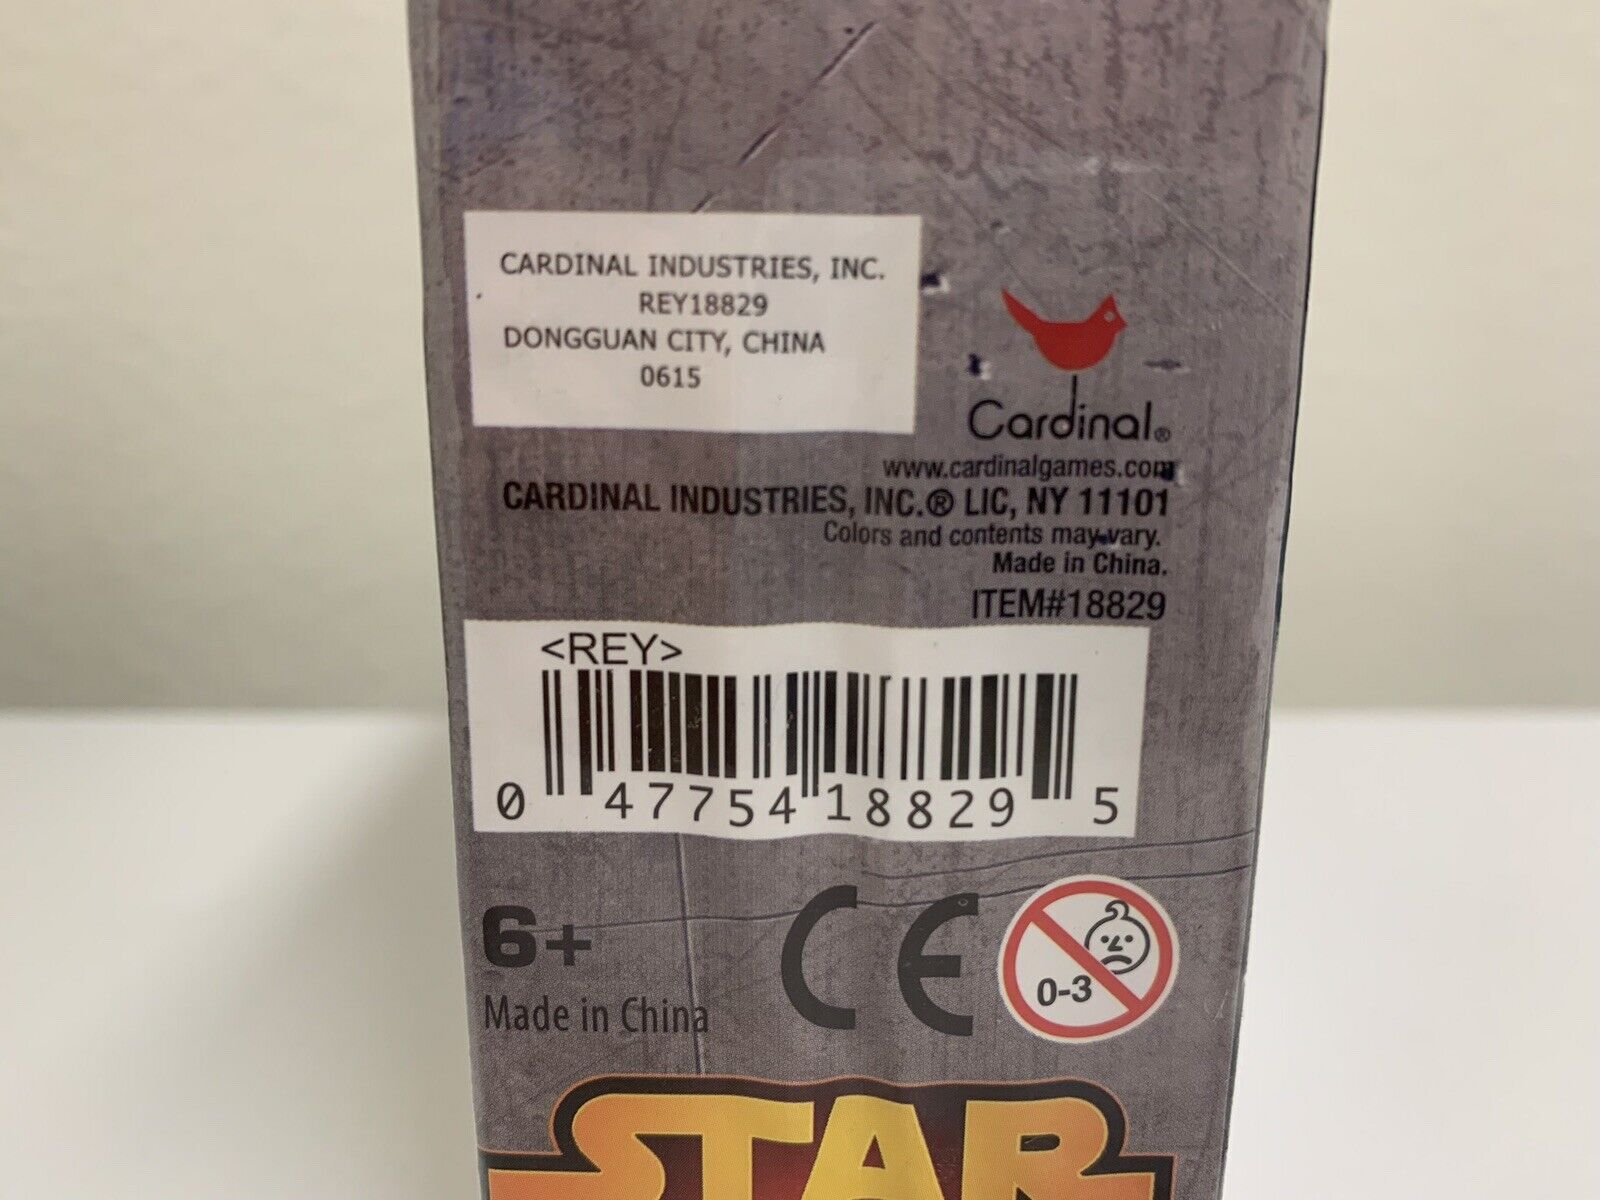 CARDINAL INDUSTRIES, INC.
REY18829
DONGGUAN CITY, CHINA
0615
Cardinal®
www.cardinalgames.com
CARDINAL INDUSTRIES, INC.® LIC, NY 11101
Colors and contents may vary.
Made in China.
ITEM#18829
<REY>
0 47754 18829 5
6+
CE
0-3
Made in China
STAR